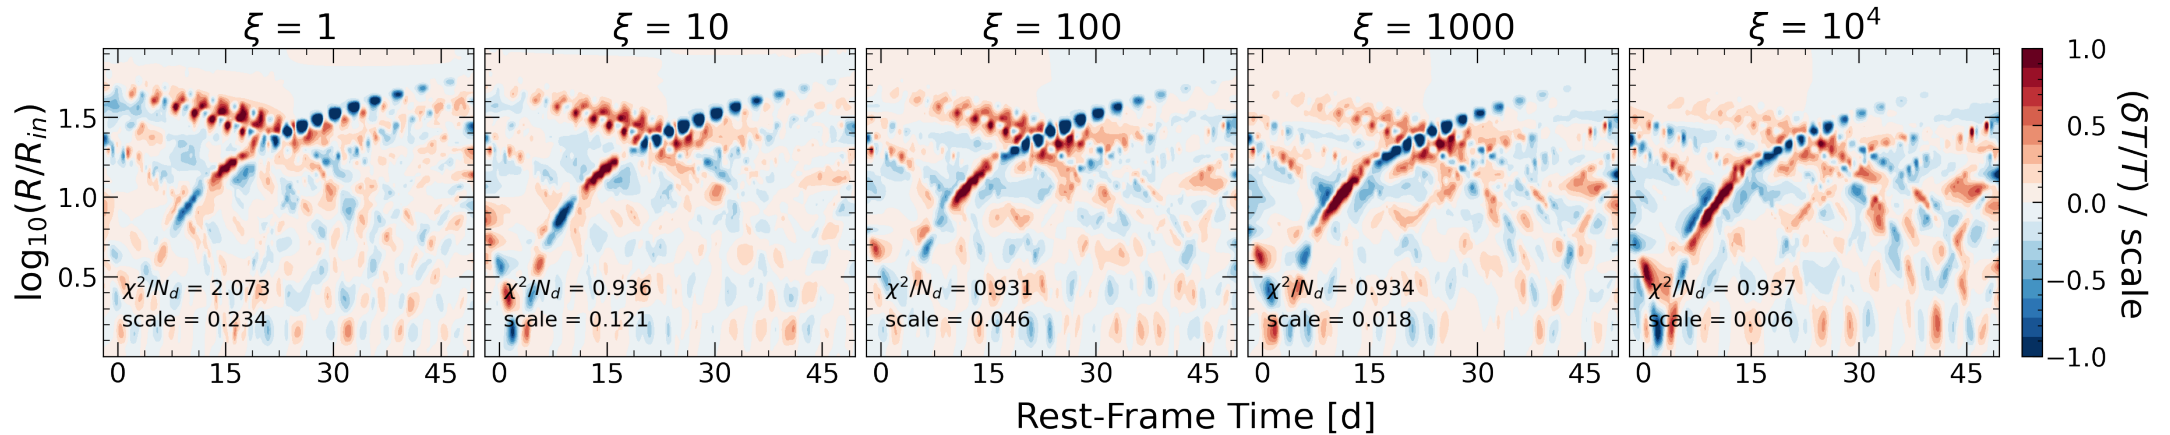 ξ = 1 ξ = 10 ξ = 100 ξ = 1000 ξ = 10⁴
log₁₀(R/Rᵢₙ)
1.5
1.0
0.5
χ²/N_d = 2.073
scale = 0.234
χ²/N_d = 0.936
scale = 0.121
χ²/N_d = 0.931
scale = 0.046
χ²/N_d = 0.934
scale = 0.018
χ²/N_d = 0.937
scale = 0.006
0 15 30 45 0 15 30 45 0 15 30 45 0 15 30 45 0 15 30 45
Rest-Frame Time [d]
1.0
0.5
0.0
−0.5
−1.0
(δT/T) / scale